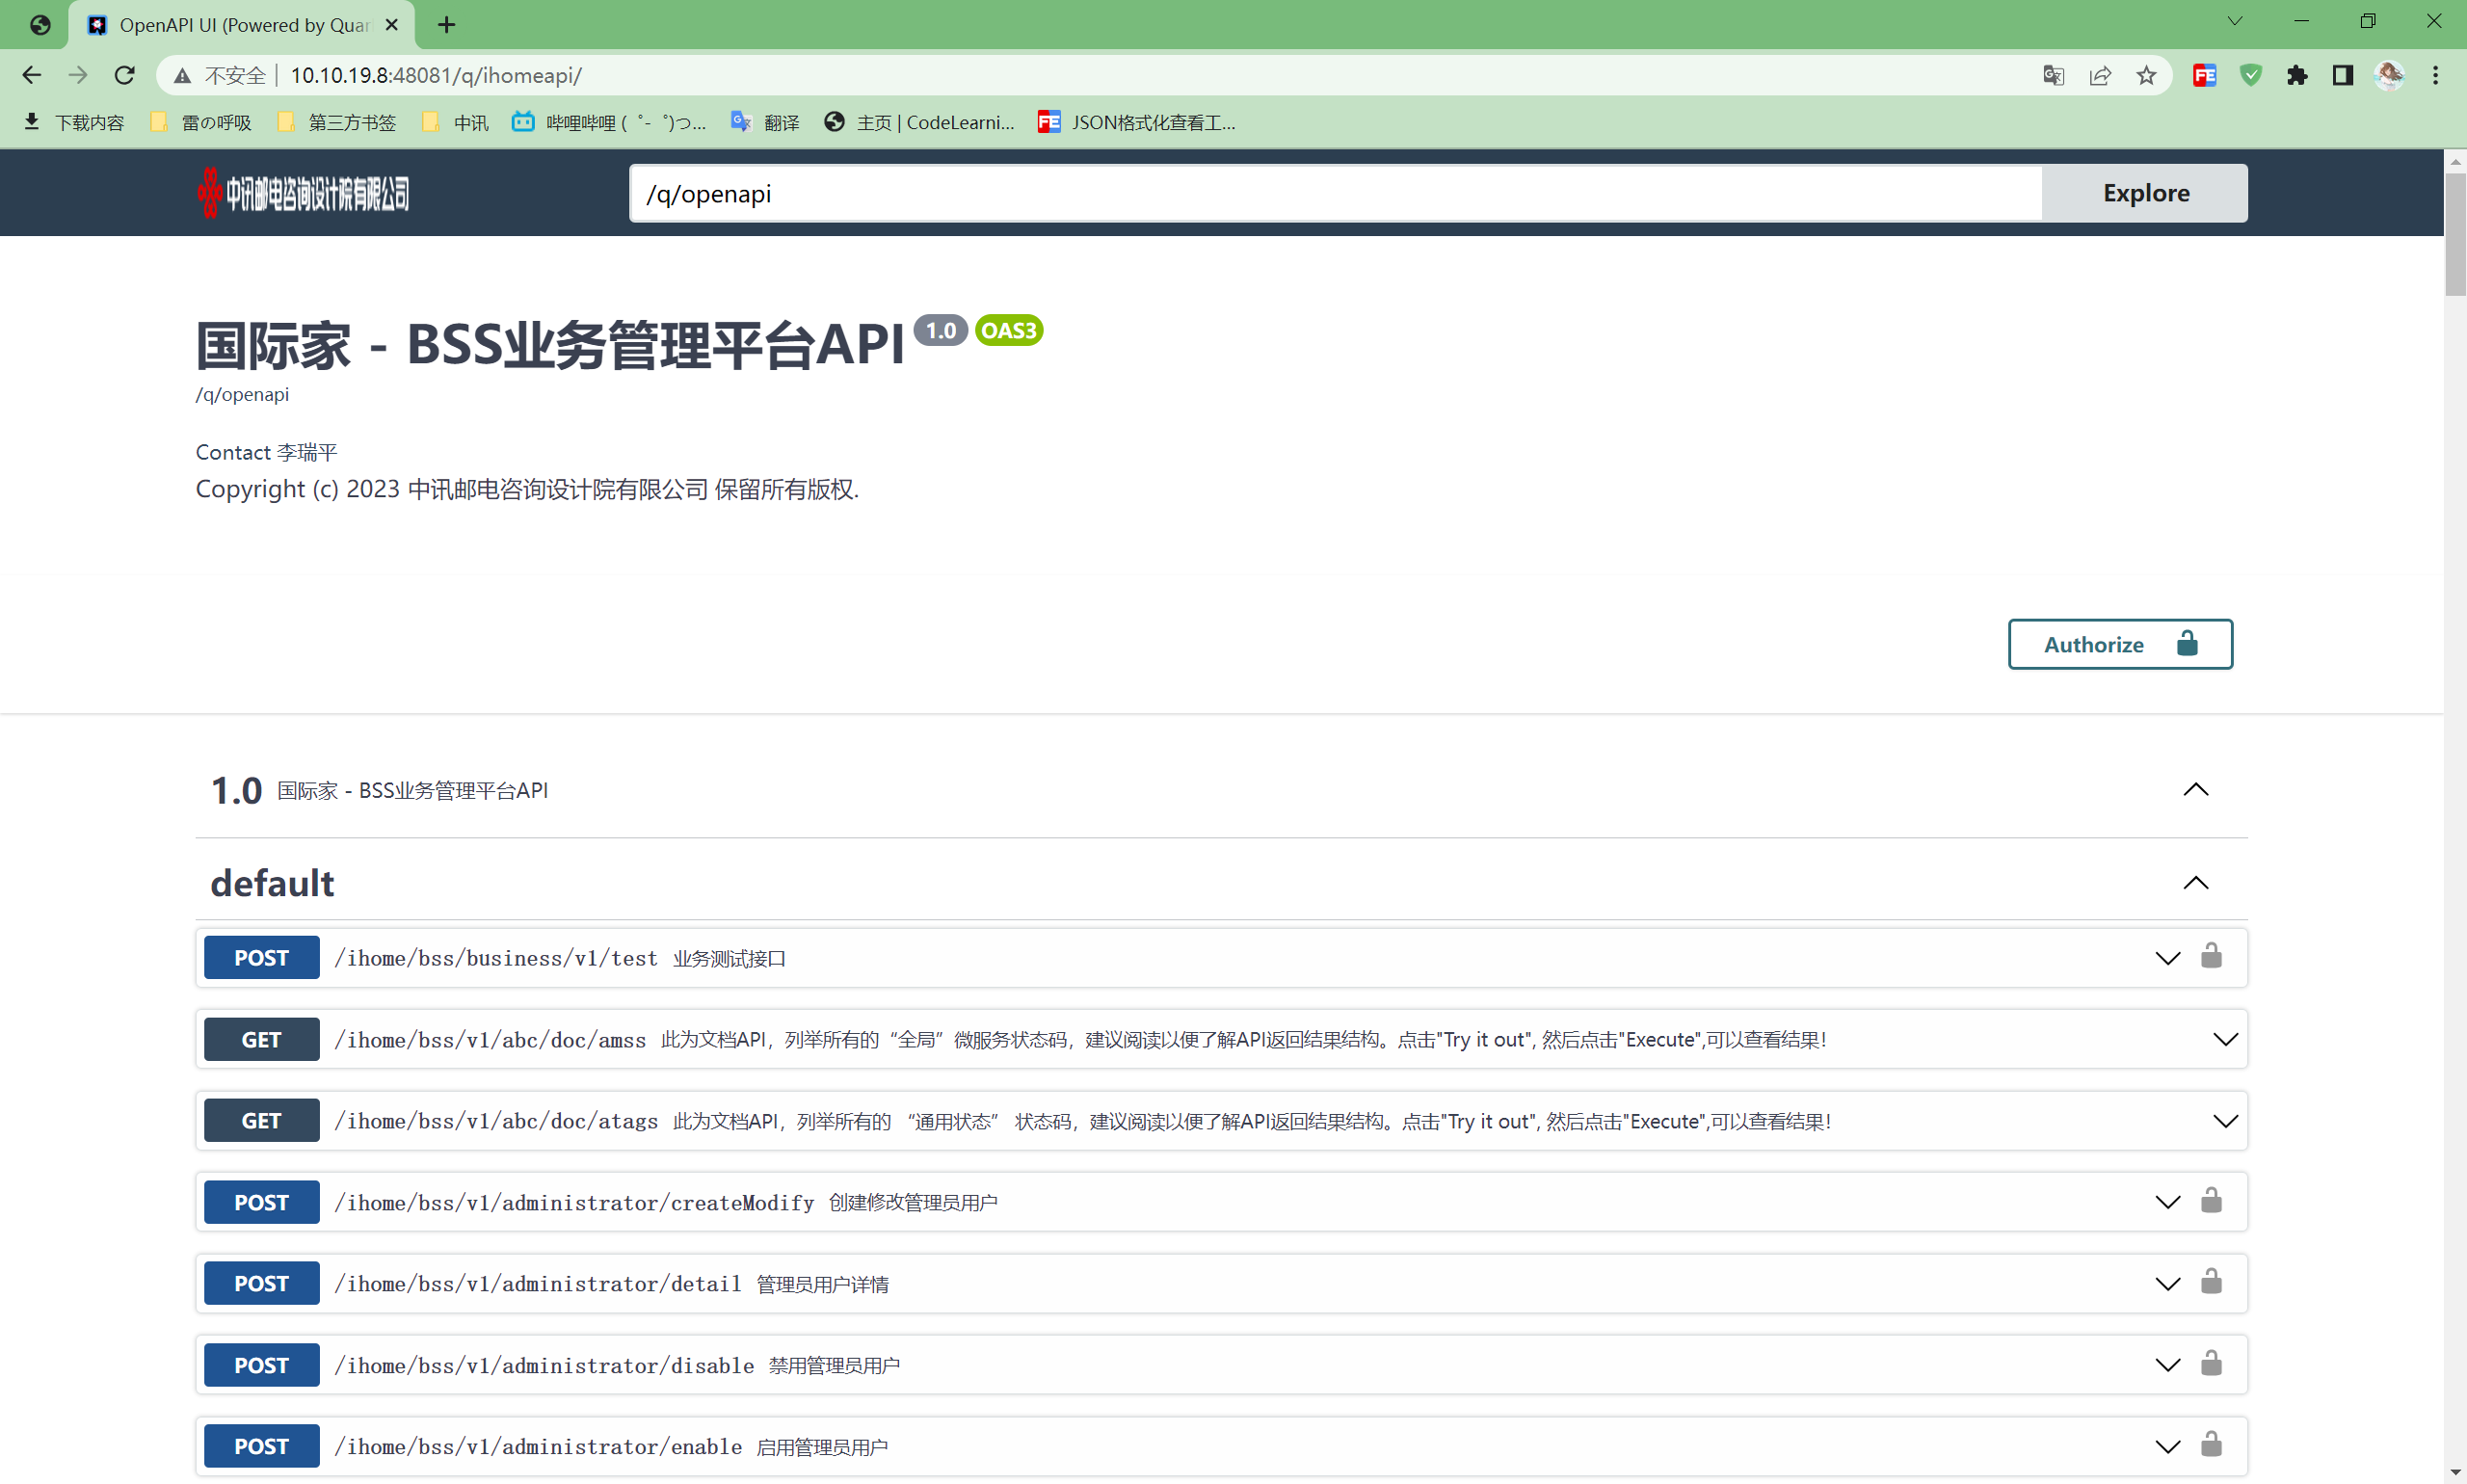 OpenAPI UI (Powered by Quar
不安全 10.10.19.8:48081/q/ihomeapi/
下载内容 雷の呼吸 第三方书签 中讯 哔哩哔哩 (゜-゜)つ... 翻译 主页 | CodeLearni... JSON格式化查看工...
中讯邮电咨询设计院有限公司 /q/openapi Explore
国际家 - BSS业务管理平台API 1.0 OAS3
/q/openapi
Contact 李瑞平
Copyright (c) 2023 中讯邮电咨询设计院有限公司 保留所有版权.
Authorize
1.0 国际家 - BSS业务管理平台API
default
POST /ihome/bss/business/v1/test 业务测试接口
GET /ihome/bss/v1/abc/doc/amss 此为文档API，列举所有的“全局”微服务状态码，建议阅读以便了解API返回结果结构。点击"Try it out", 然后点击"Execute",可以查看结果!
GET /ihome/bss/v1/abc/doc/atags 此为文档API，列举所有的 “通用状态” 状态码，建议阅读以便了解API返回结果结构。点击"Try it out", 然后点击"Execute",可以查看结果!
POST /ihome/bss/v1/administrator/createModify 创建修改管理员用户
POST /ihome/bss/v1/administrator/detail 管理员用户详情
POST /ihome/bss/v1/administrator/disable 禁用管理员用户
POST /ihome/bss/v1/administrator/enable 启用管理员用户